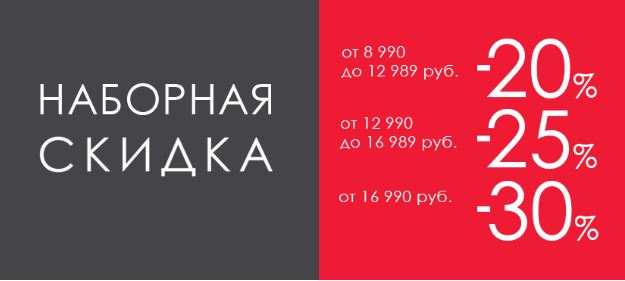 НАБОРНАЯ
СКИДКА
от 8 990
до 12 989 руб.
-20%
от 12 990
до 16 989 руб.
-25%
от 16 990 руб.
-30%